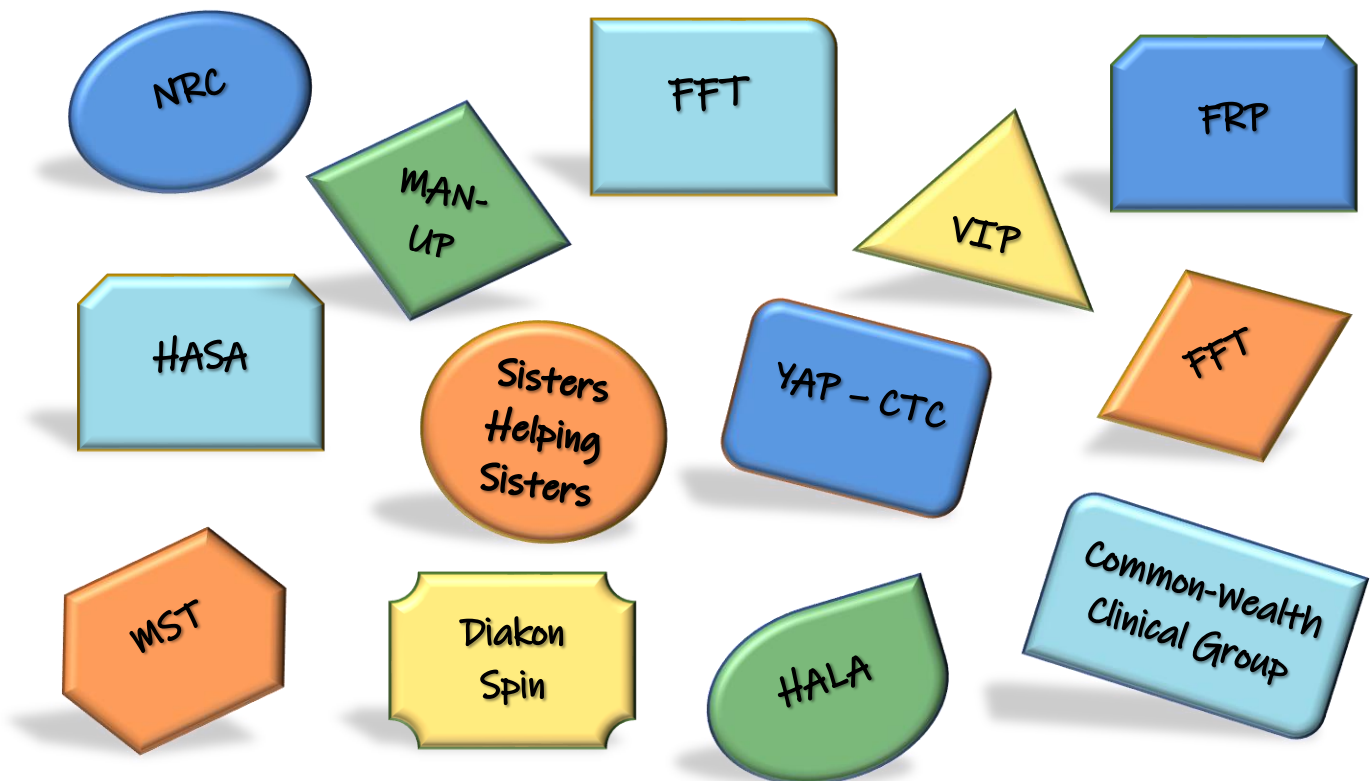 NRC
FFT
FRP
MAN-
UP
VIP
HASA
Sisters
Helping
Sisters
YAP – CTC
FFT
MST
Diakon
Spin
HALA
Common-Wealth
Clinical Group